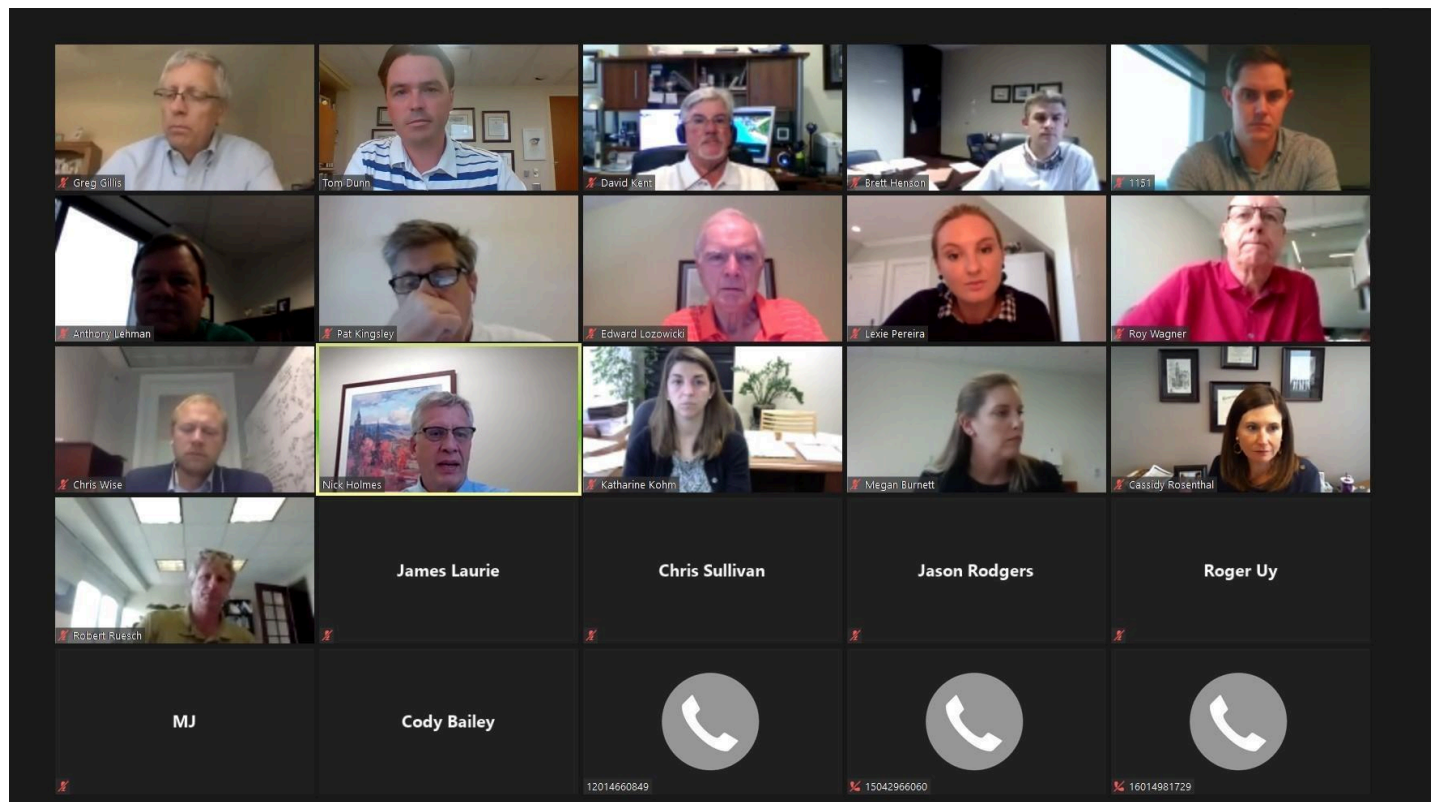 Greg Gillis
Tom Dunn
David Kent
Brett Henson
1151
Anthony Lehman
Pat Kingsley
Edward Lozowicki
Lexie Pereira
Roy Wagner
Chris Wise
Nick Holmes
Katharine Kohm
Megan Burnett
Cassidy Rosenthal
Robert Ruesch
James Laurie
Chris Sullivan
Jason Rodgers
Roger Uy
MJ
Cody Bailey
12014660849
15042966060
16014981729